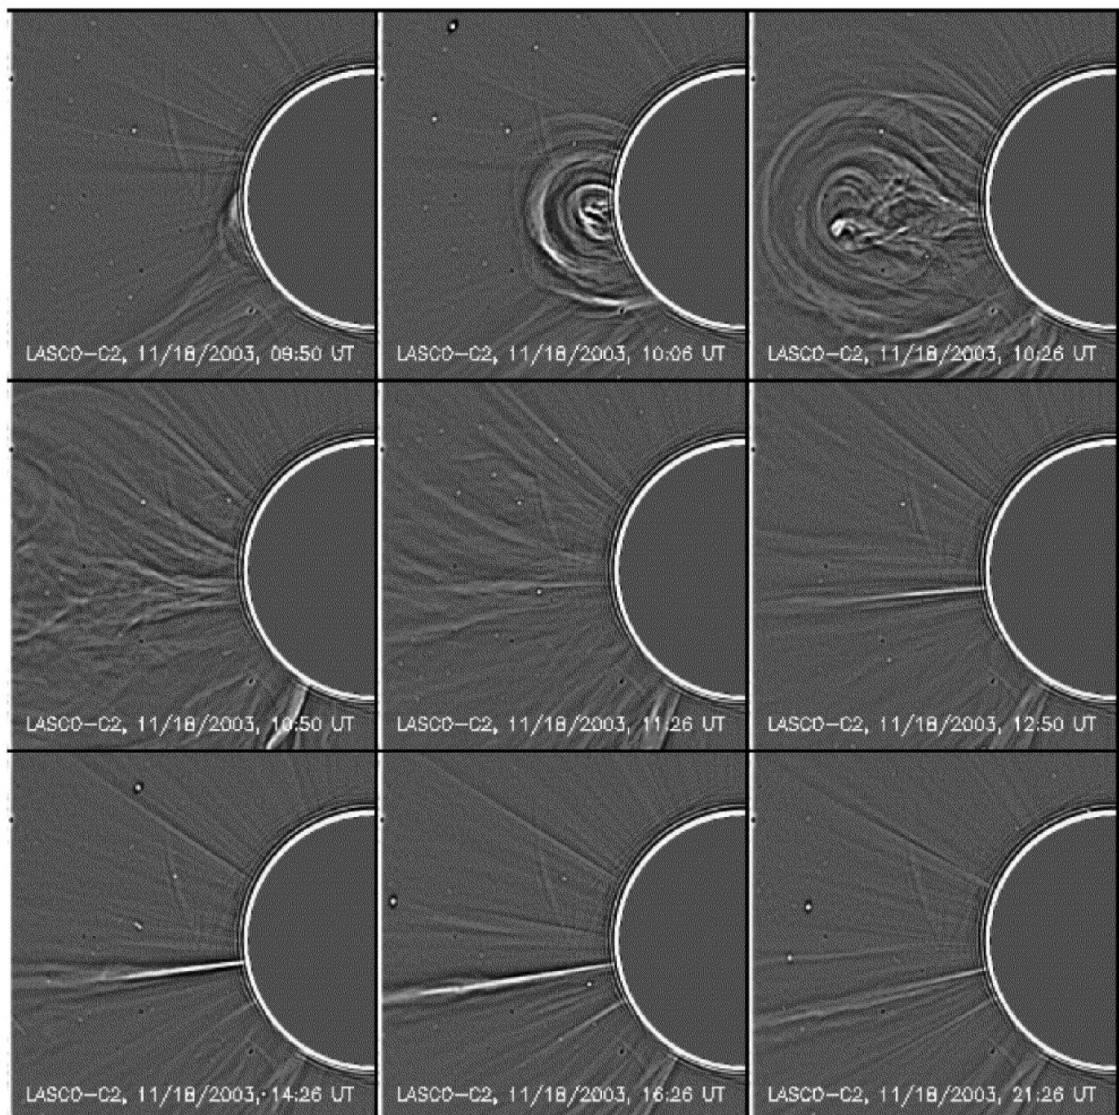 LASCO-C2, 11/18/2003, 09:50 UT
LASCO-C2, 11/18/2003, 10:06 UT
LASCO-C2, 11/18/2003, 10:26 UT
LASCO-C2, 11/18/2003, 10:50 UT
LASCO-C2, 11/18/2003, 11:26 UT
LASCO-C2, 11/18/2003, 12:50 UT
LASCO-C2, 11/18/2003, 14:26 UT
LASCO-C2, 11/18/2003, 16:26 UT
LASCO-C2, 11/18/2003, 21:26 UT